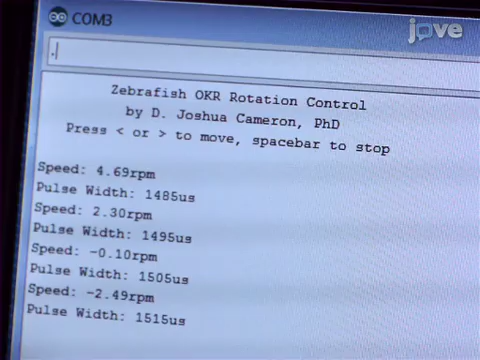 COM3
jove
.
Zebrafish OKR Rotation Control
by D. Joshua Cameron, PhD
Press < or > to move, spacebar to stop
Speed: 4.69rpm
Pulse Width: 1485us
Speed: 2.30rpm
Pulse Width: 1495us
Speed: -0.10rpm
Pulse Width: 1505us
Speed: -2.49rpm
Pulse Width: 1515us